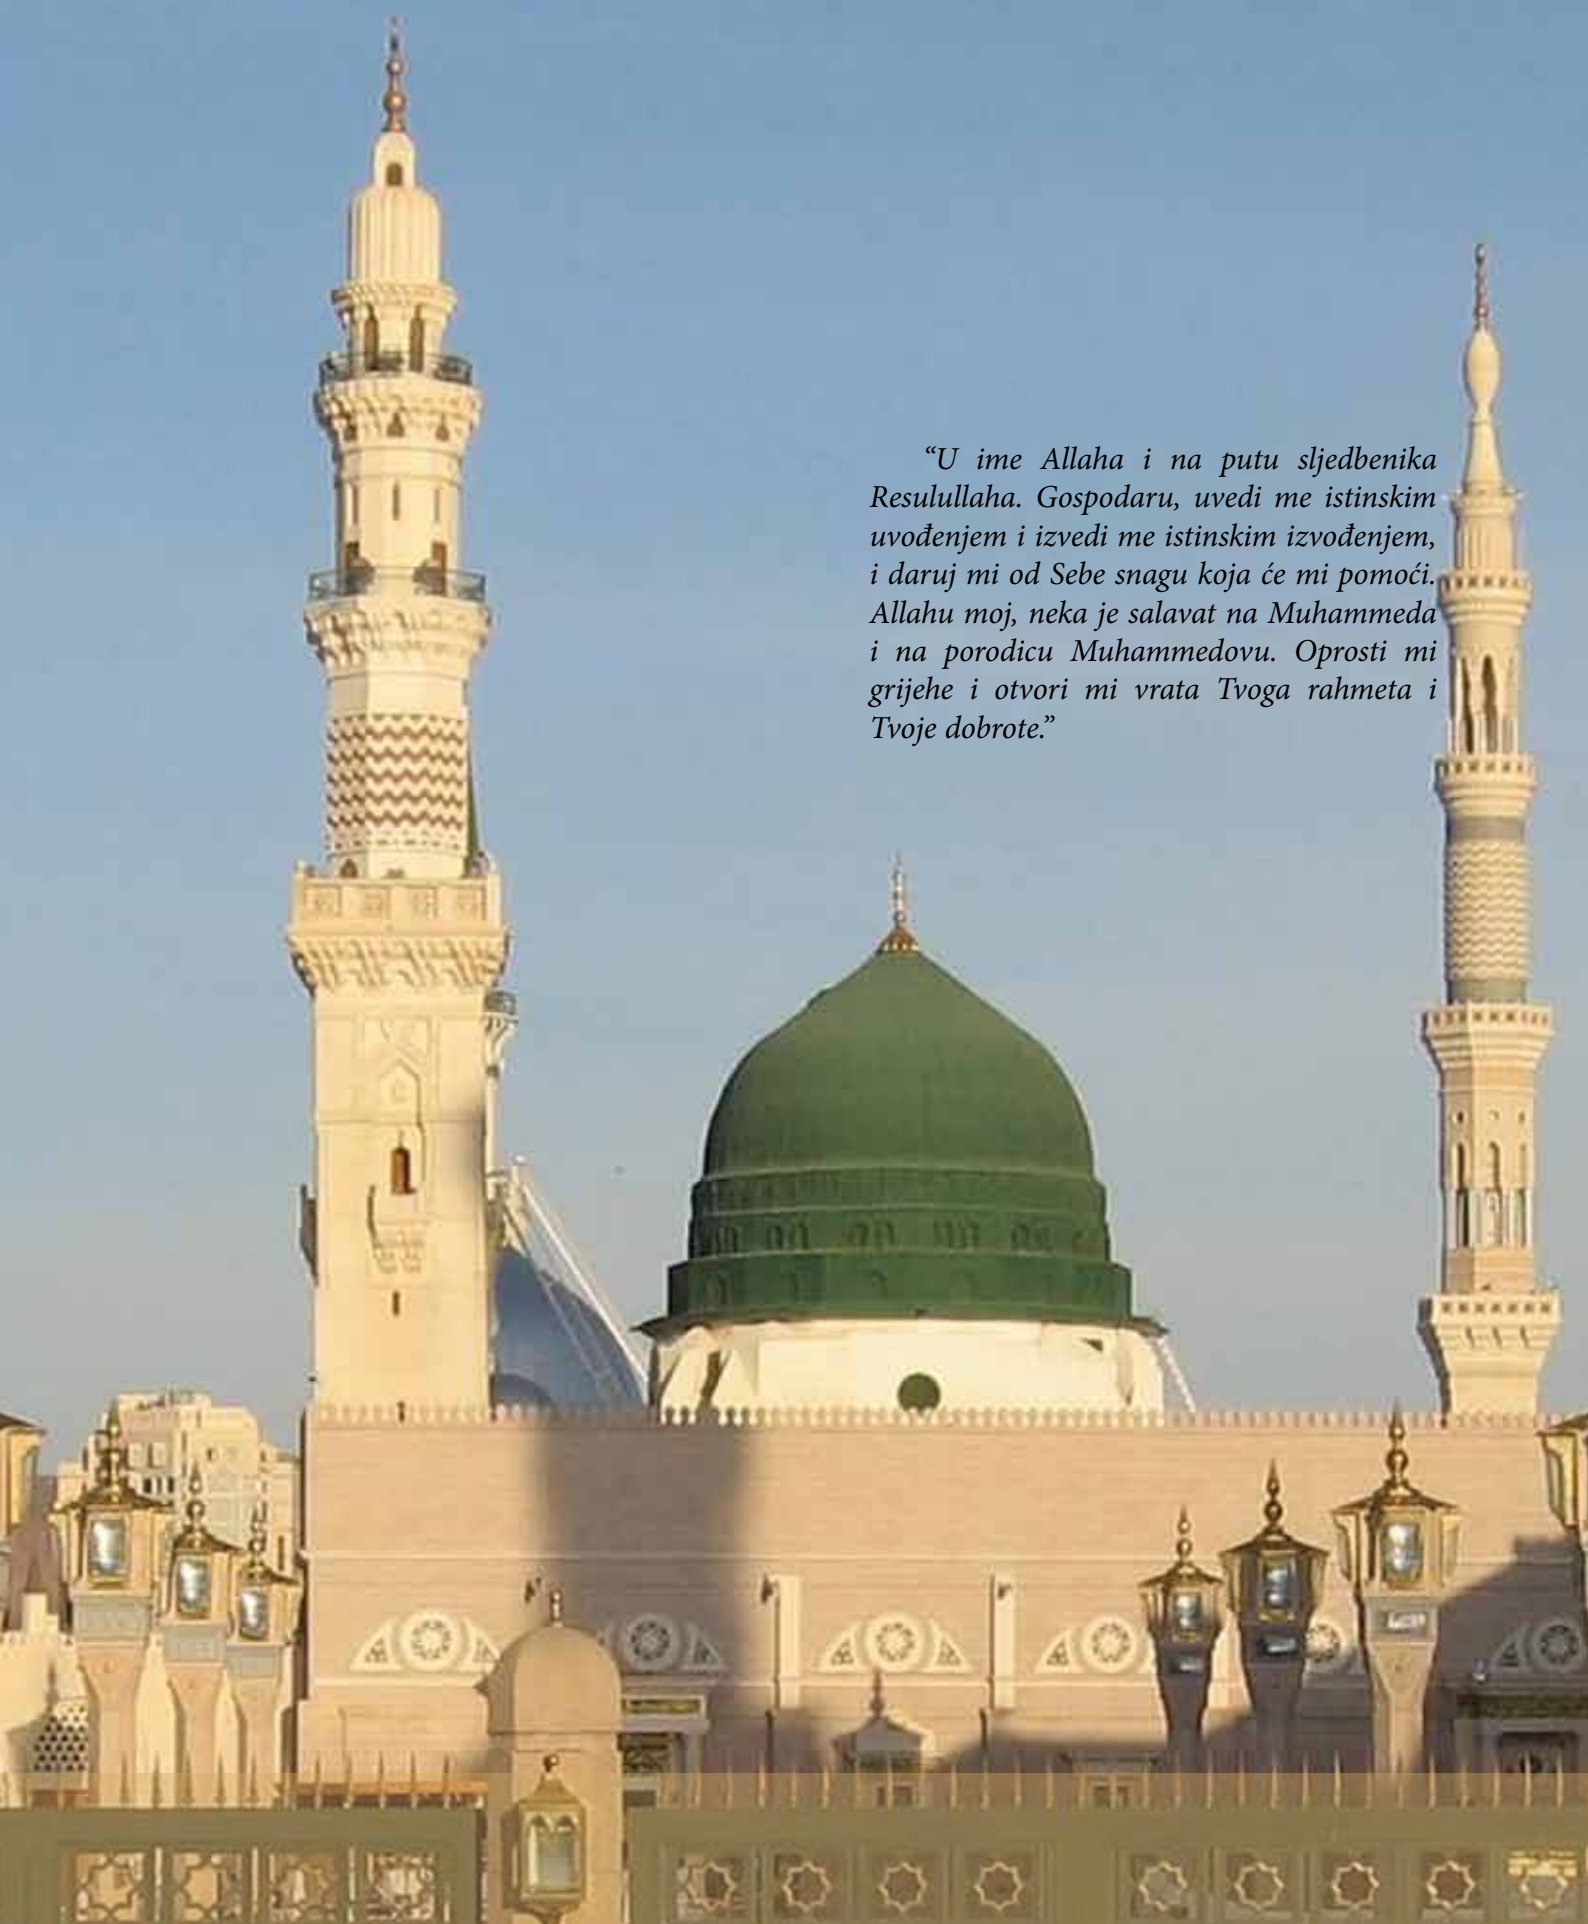 “U ime Allaha i na putu sljedbenika
Resulullaha. Gospodaru, uvedi me istinskim
uvođenjem i izvedi me istinskim izvođenjem,
i daruj mi od Sebe snagu koja će mi pomoći.
Allahu moj, neka je salavat na Muhammeda
i na porodicu Muhammedovu. Oprosti mi
grijehe i otvori mi vrata Tvoga rahmeta i
Tvoje dobrote.”